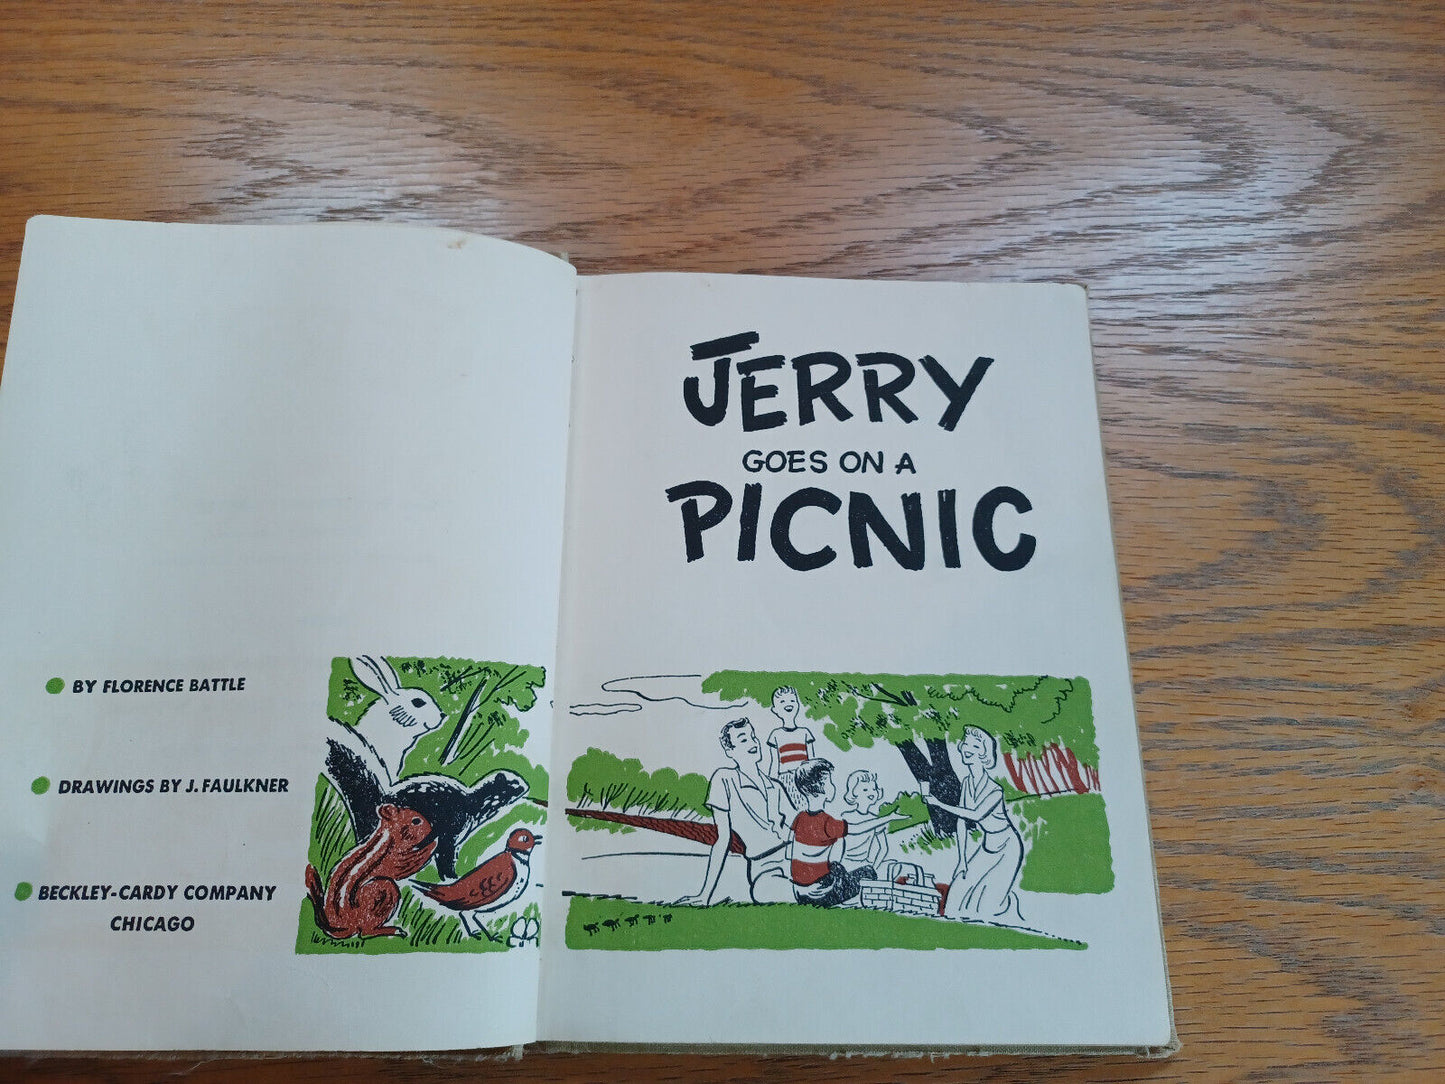 BY FLORENCE BATTLE
DRAWINGS BY J. FAULKNER
BECKLEY-CARDY COMPANY
CHICAGO
JERRY
GOES ON A
PICNIC